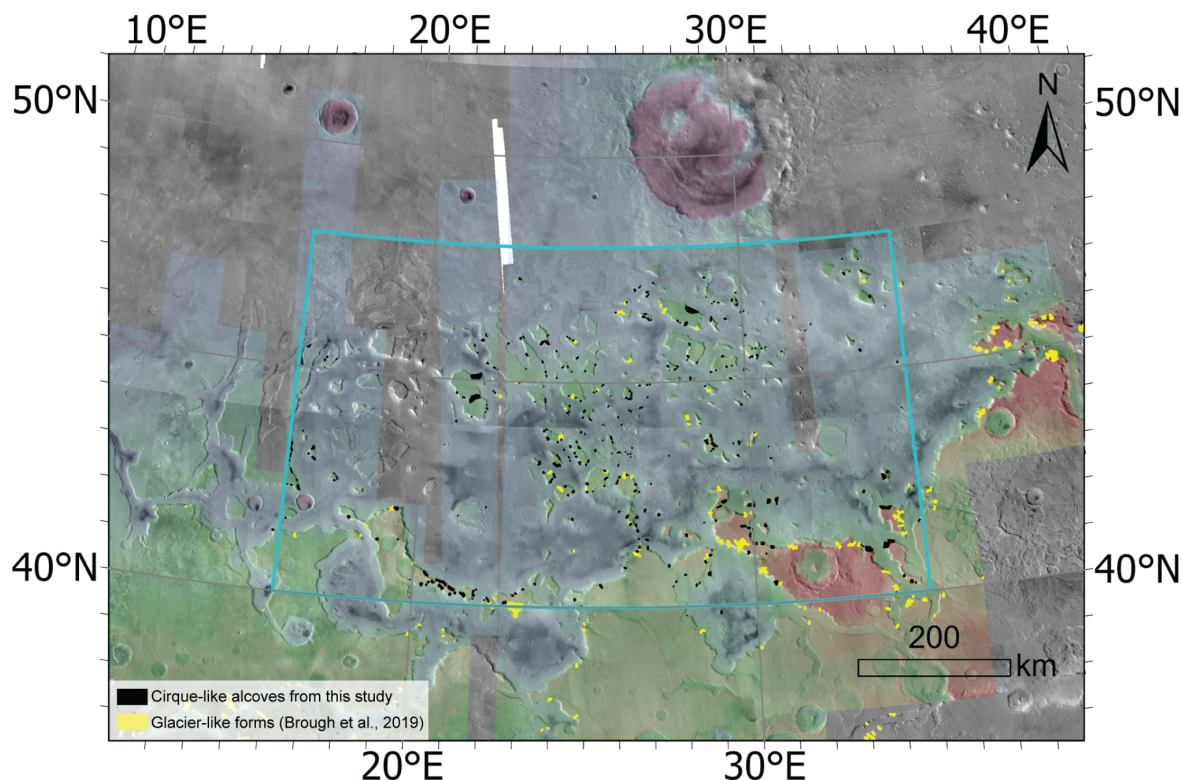 10°E 20°E 30°E 40°E
50°N 50°N
N
40°N 40°N
200
km
Cirque-like alcoves from this study
Glacier-like forms (Brough et al., 2019)
20°E 30°E